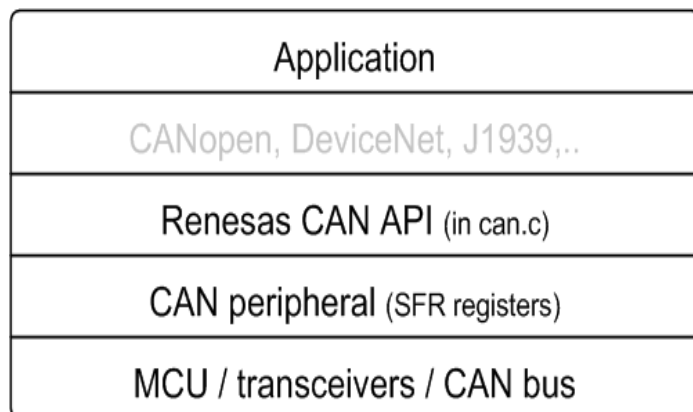 Application
CANopen, DeviceNet, J1939,..
Renesas CAN API (in can.c)
CAN peripheral (SFR registers)
MCU / transceivers / CAN bus